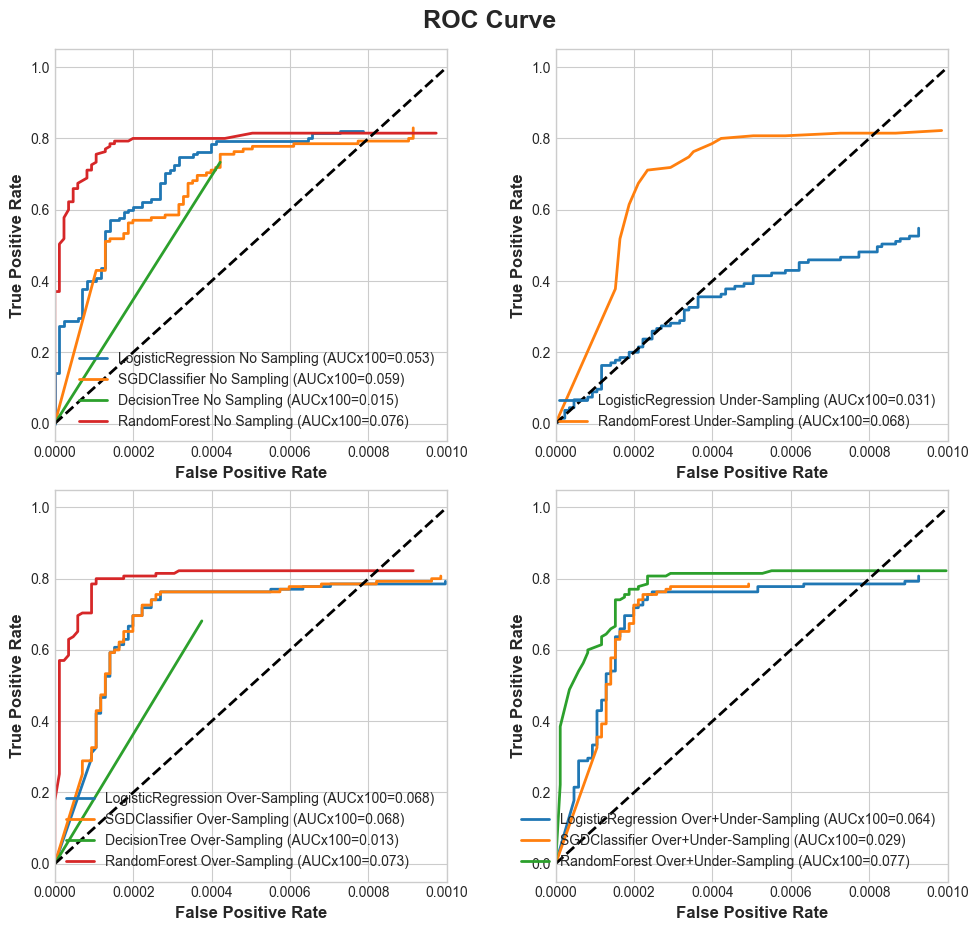 ROC Curve
1.0
0.8
0.6
0.4
0.2
0.0
True Positive Rate
LogisticRegression No Sampling (AUCx100=0.053)
SGDClassifier No Sampling (AUCx100=0.059)
DecisionTree No Sampling (AUCx100=0.015)
RandomForest No Sampling (AUCx100=0.076)
0.0000 0.0002 0.0004 0.0006 0.0008 0.0010
False Positive Rate
1.0
0.8
0.6
0.4
0.2
0.0
True Positive Rate
LogisticRegression Under-Sampling (AUCx100=0.031)
RandomForest Under-Sampling (AUCx100=0.068)
0.0000 0.0002 0.0004 0.0006 0.0008 0.0010
False Positive Rate
1.0
0.8
0.6
0.4
0.2
0.0
True Positive Rate
LogisticRegression Over-Sampling (AUCx100=0.068)
SGDClassifier Over-Sampling (AUCx100=0.068)
DecisionTree Over-Sampling (AUCx100=0.013)
RandomForest Over-Sampling (AUCx100=0.073)
0.0000 0.0002 0.0004 0.0006 0.0008 0.0010
False Positive Rate
1.0
0.8
0.6
0.4
0.2
0.0
True Positive Rate
LogisticRegression Over+Under-Sampling (AUCx100=0.064)
SGDClassifier Over+Under-Sampling (AUCx100=0.029)
RandomForest Over+Under-Sampling (AUCx100=0.077)
0.0000 0.0002 0.0004 0.0006 0.0008 0.0010
False Positive Rate